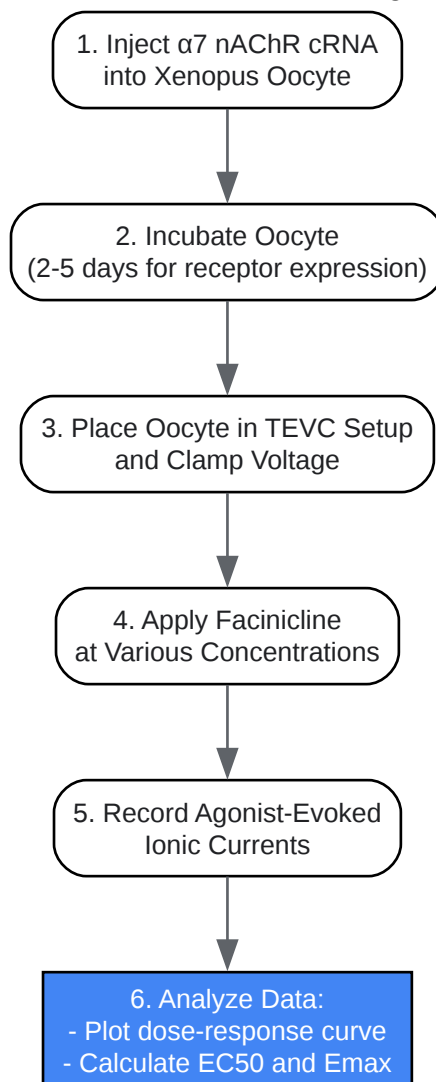 1. Inject α7 nAChR cRNA
into Xenopus Oocyte
2. Incubate Oocyte
(2-5 days for receptor expression)
3. Place Oocyte in TEVC Setup
and Clamp Voltage
4. Apply Facinicline
at Various Concentrations
5. Record Agonist-Evoked
Ionic Currents
6. Analyze Data:
- Plot dose-response curve
- Calculate EC50 and Emax